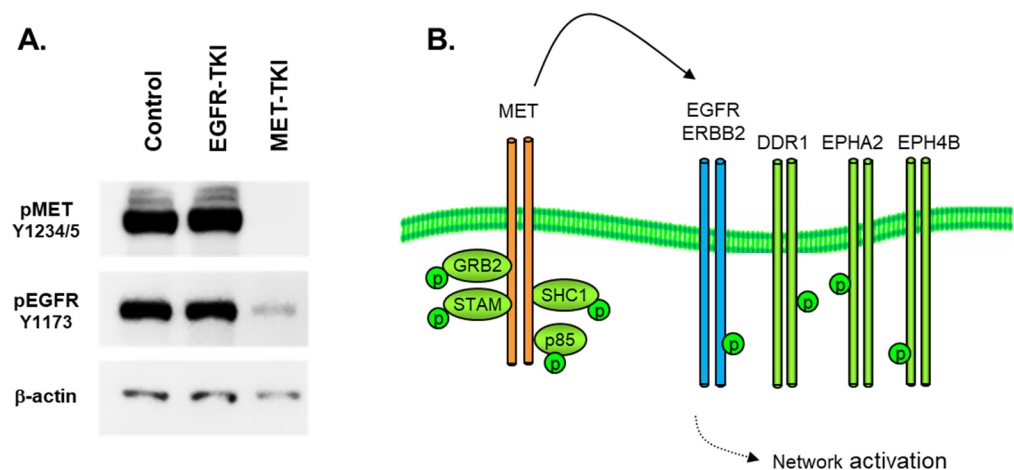 A.
Control
EGFR-TKI
MET-TKI
pMET
Y1234/5
pEGFR
Y1173
β-actin
B.
MET
EGFR
ERBB2
DDR1
EPHA2
EPH4B
GRB2
p
STAM
p
SHC1
p
p85
p
p
p
p
p
Network activation